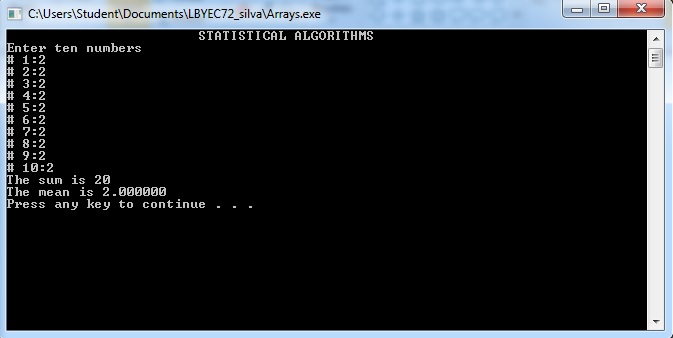 C:\Users\Student\Documents\LBYEC72_silva\Arrays.exe
STATISTICAL ALGORITHMS
Enter ten numbers
# 1:2
# 2:2
# 3:2
# 4:2
# 5:2
# 6:2
# 7:2
# 8:2
# 9:2
# 10:2
The sum is 20
The mean is 2.000000
Press any key to continue . . .